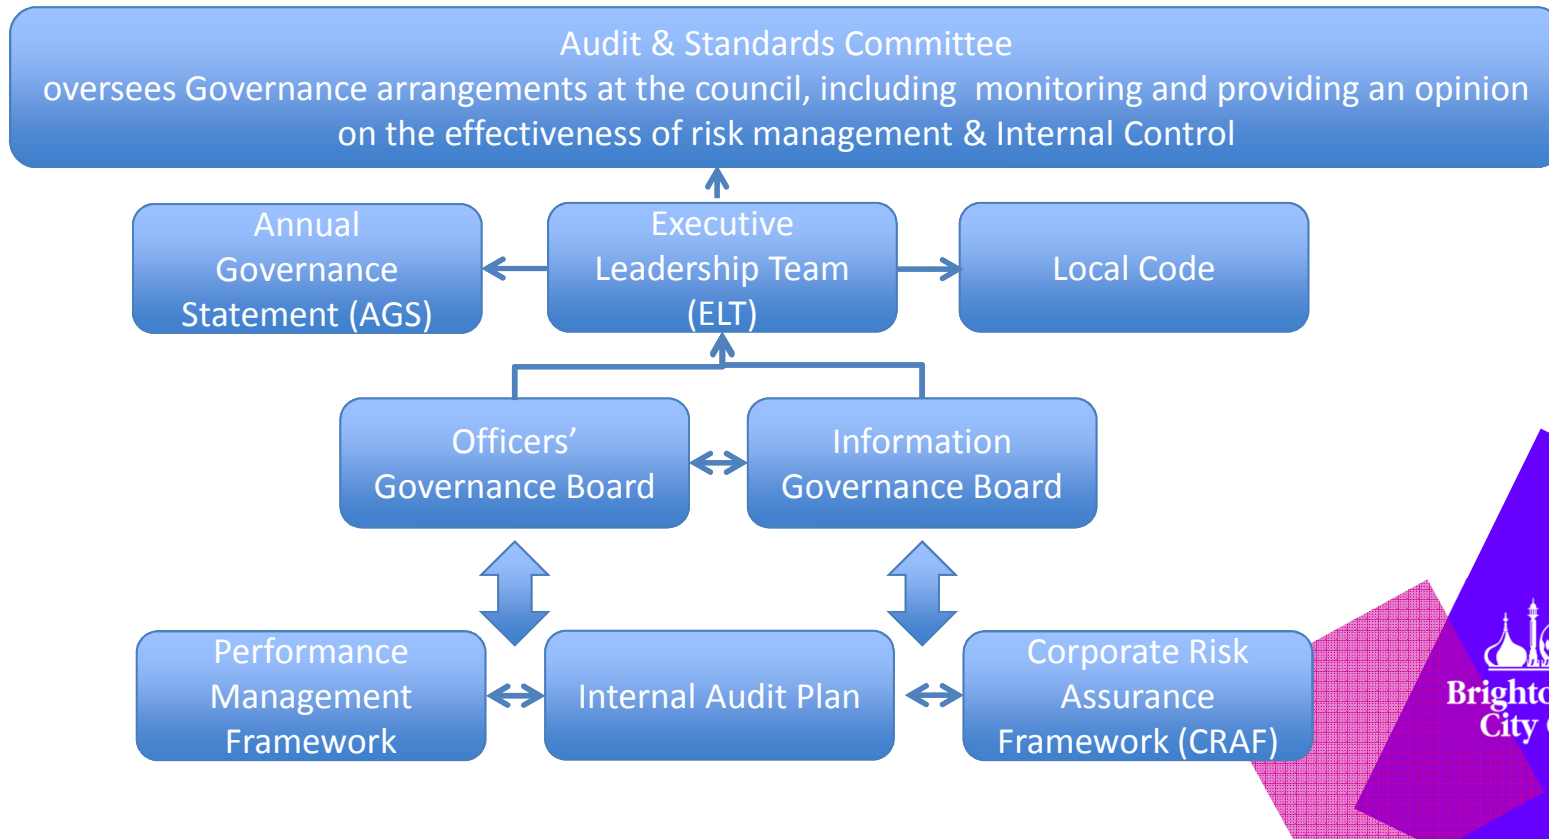 Audit & Standards Committee
oversees Governance arrangements at the council, including  monitoring and providing an opinion
on the effectiveness of risk management & Internal Control
Annual
Governance
Statement (AGS)
Executive
Leadership Team
(ELT)
Local Code
Officers’
Governance Board
Information
Governance Board
Performance
Management
Framework
Internal Audit Plan
Corporate Risk
Assurance
Framework (CRAF)
City